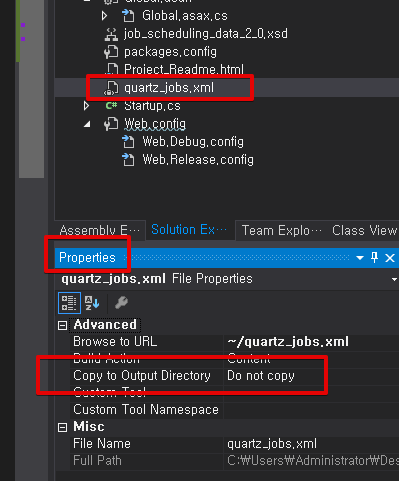 Global.asax.cs
job_scheduling_data_2_0.xsd
packages.config
Project_Readme.html
quartz_jobs.xml
Startup.cs
Web.config
Web.Debug.config
Web.Release.config
Assembly E··· Solution Ex··· Team Explo··· Class View
Properties
quartz_jobs.xml File Properties
Advanced
Browse to URL ~/quartz_jobs.xml
Build Action Content
Copy to Output Directory Do not copy
Custom Tool
Custom Tool Namespace
Misc
File Name quartz_jobs.xml
Full Path C:₩Users₩Administrator₩Des